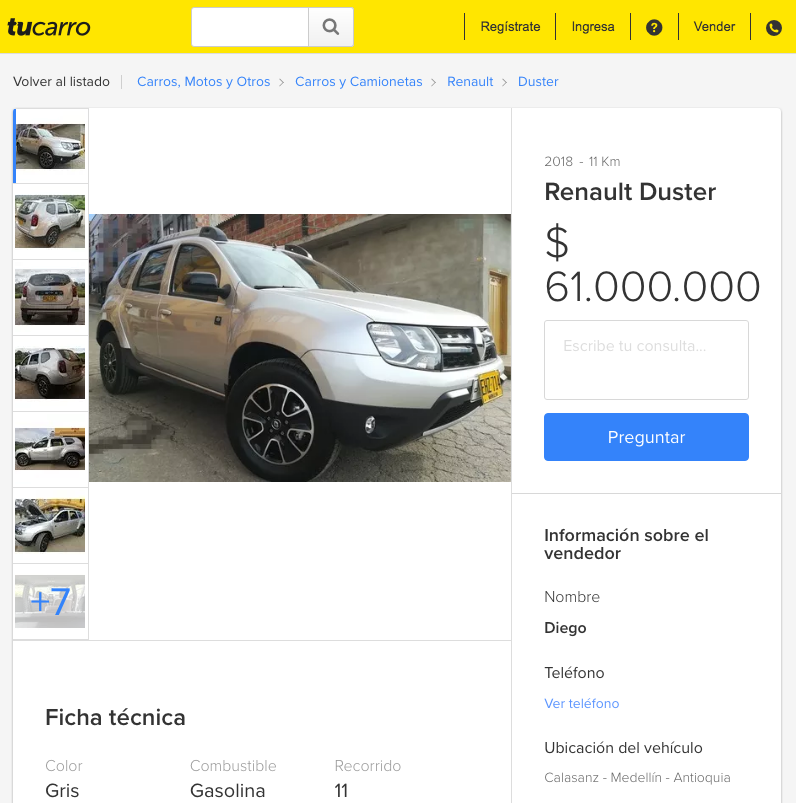 tucarro
Regístrate
Ingresa
?
Vender
Volver al listado
Carros, Motos y Otros > Carros y Camionetas > Renault > Duster
2018 - 11 Km
Renault Duster
$
61.000.000
Escribe tu consulta...
Preguntar
+7
Información sobre el
vendedor
Nombre
Diego
Teléfono
Ver teléfono
Ubicación del vehículo
Calasanz - Medellín - Antioquia
Ficha técnica
Color
Combustible
Recorrido
Gris
Gasolina
11